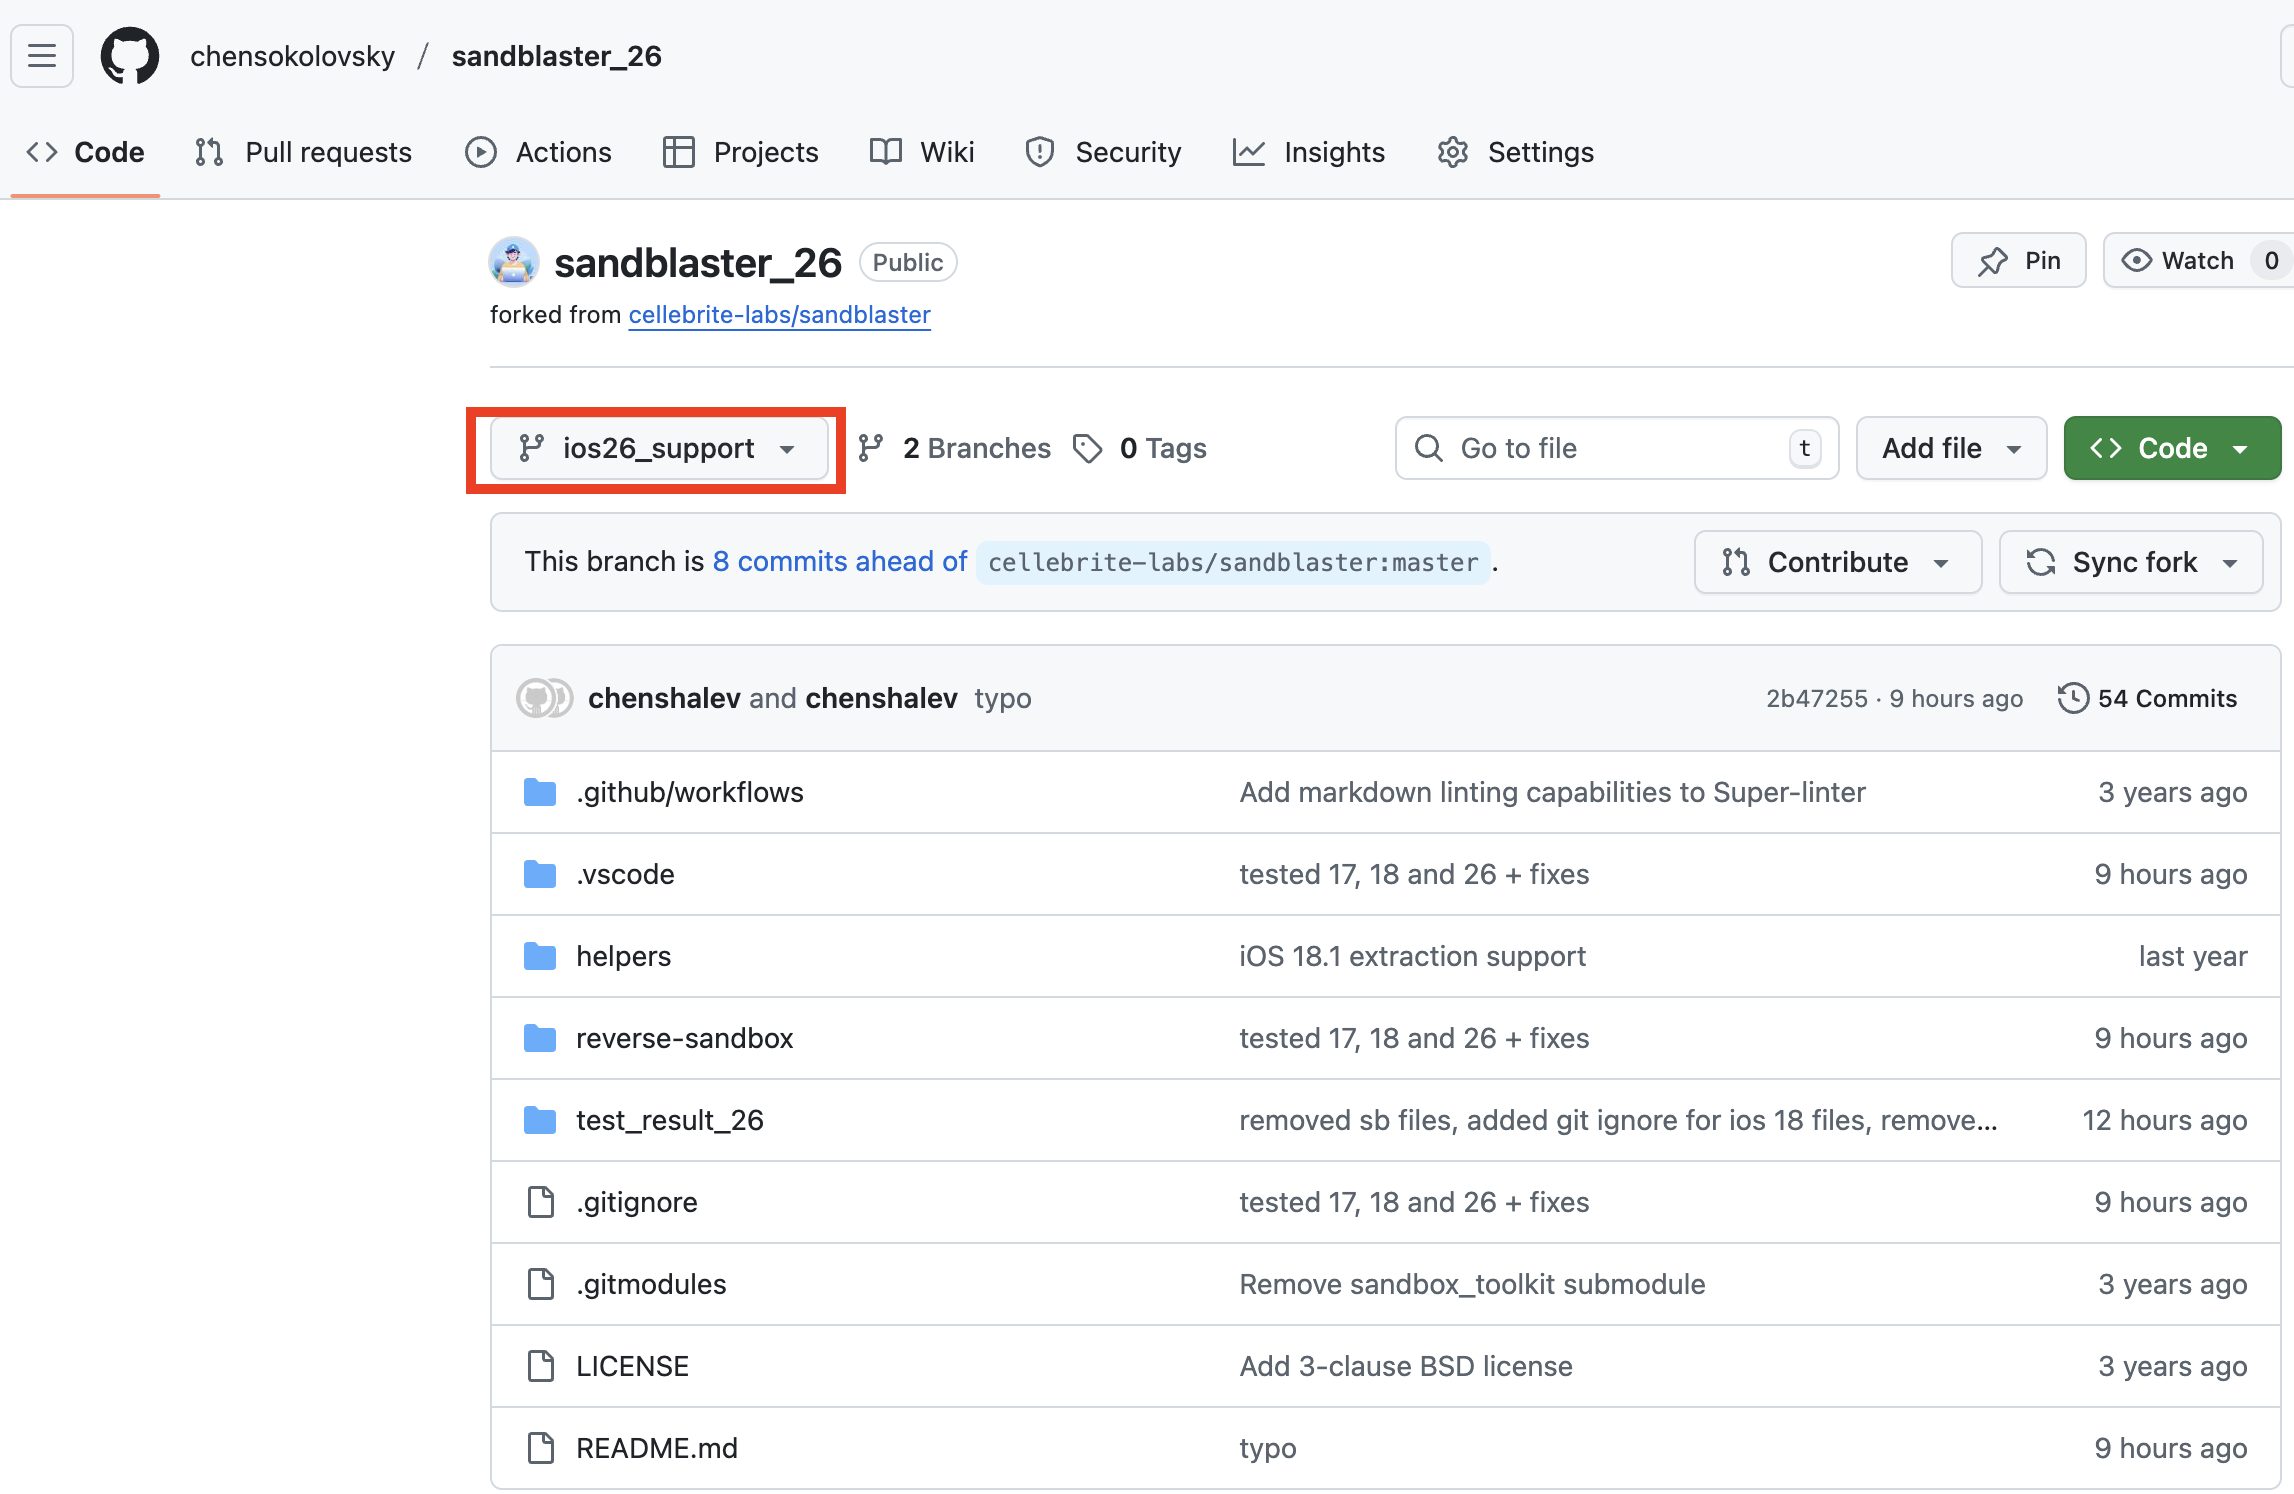 chensokolovsky / sandblaster_26
Code Pull requests Actions Projects Wiki Security Insights Settings
sandblaster_26 Public Pin Watch 0
forked from cellebrite-labs/sandblaster
ios26_support 2 Branches 0 Tags Go to file t Add file Code
This branch is 8 commits ahead of cellebrite-labs/sandblaster:master. Contribute Sync fork
chenshalev and chenshalev typo 2b47255 · 9 hours ago 54 Commits
.github/workflows Add markdown linting capabilities to Super-linter 3 years ago
.vscode tested 17, 18 and 26 + fixes 9 hours ago
helpers iOS 18.1 extraction support last year
reverse-sandbox tested 17, 18 and 26 + fixes 9 hours ago
test_result_26 removed sb files, added git ignore for ios 18 files, remove... 12 hours ago
.gitignore tested 17, 18 and 26 + fixes 9 hours ago
.gitmodules Remove sandbox_toolkit submodule 3 years ago
LICENSE Add 3-clause BSD license 3 years ago
README.md typo 9 hours ago